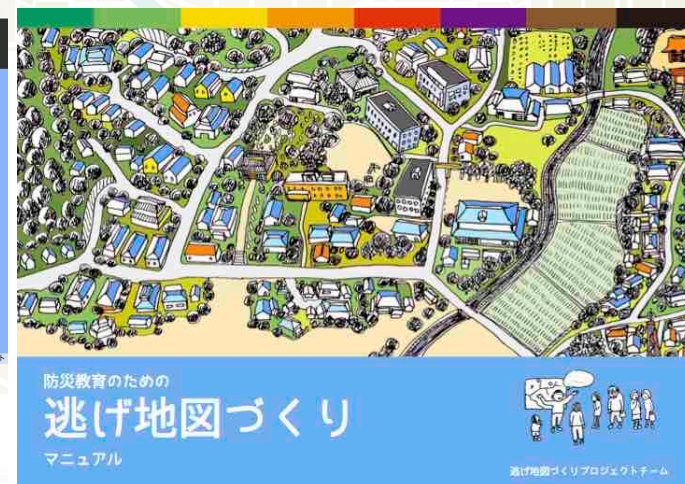 防災教育のための
逃げ地図づくり
マニュアル
逃げ地図づくりプロジェクトチーム
ト